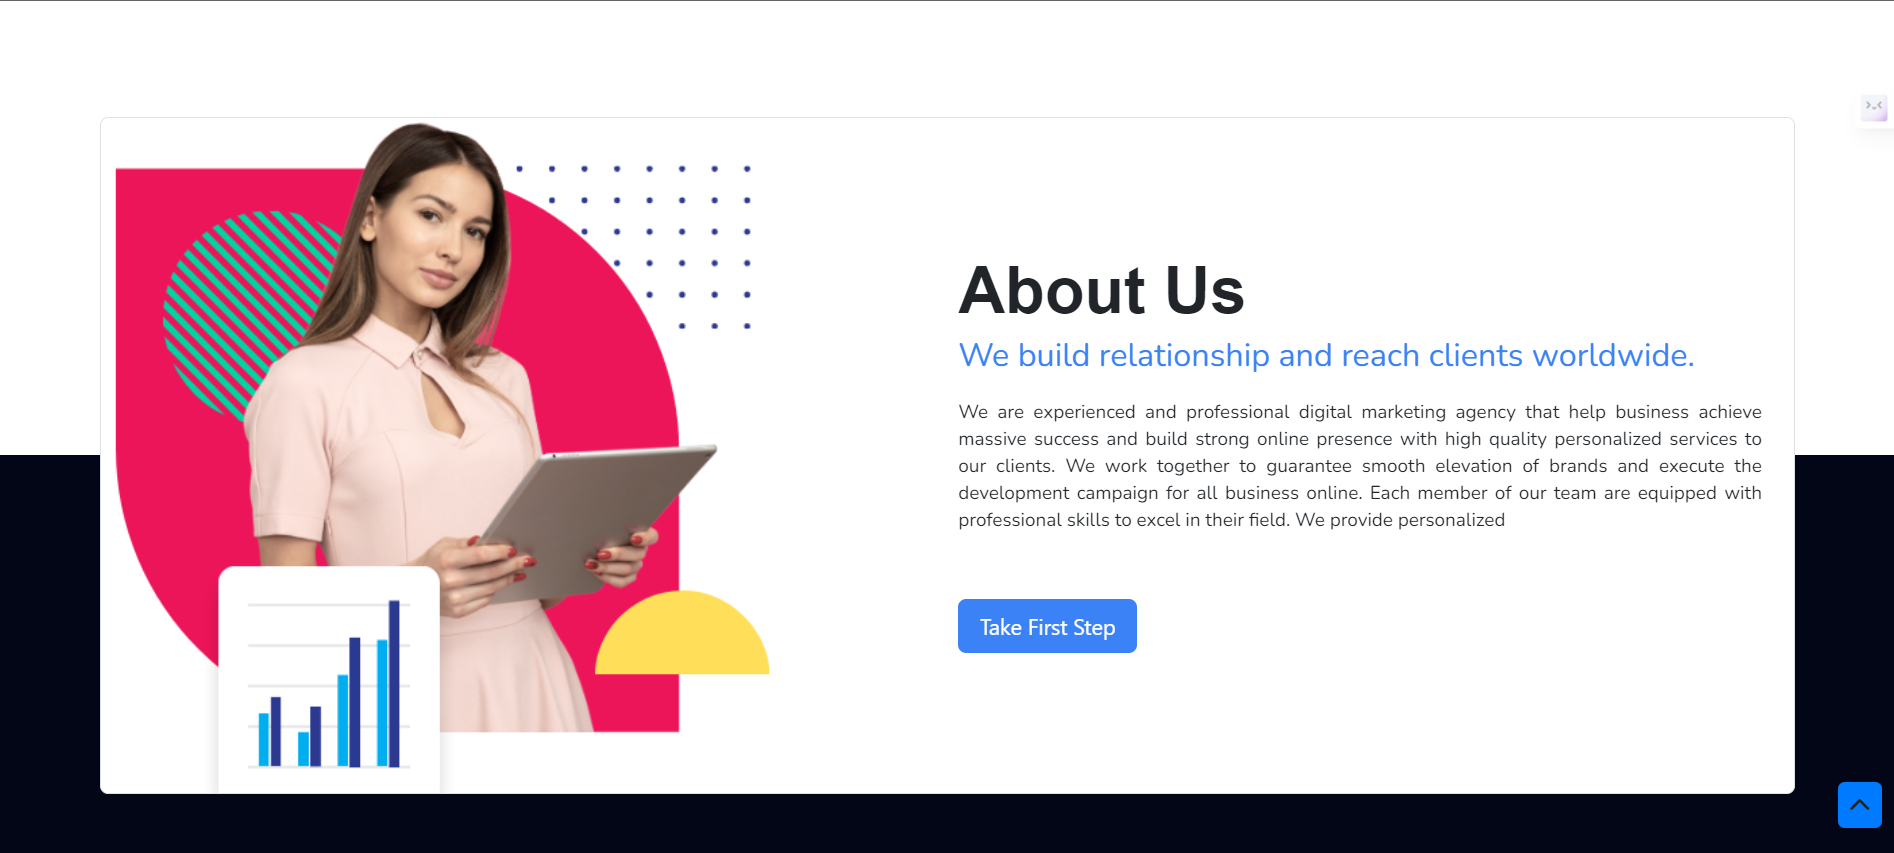 About Us
We build relationship and reach clients worldwide.
We are experienced and professional digital marketing agency that help business achieve
massive success and build strong online presence with high quality personalized services to
our clients. We work together to guarantee smooth elevation of brands and execute the
development campaign for all business online. Each member of our team are equipped with
professional skills to excel in their field. We provide personalized
Take First Step